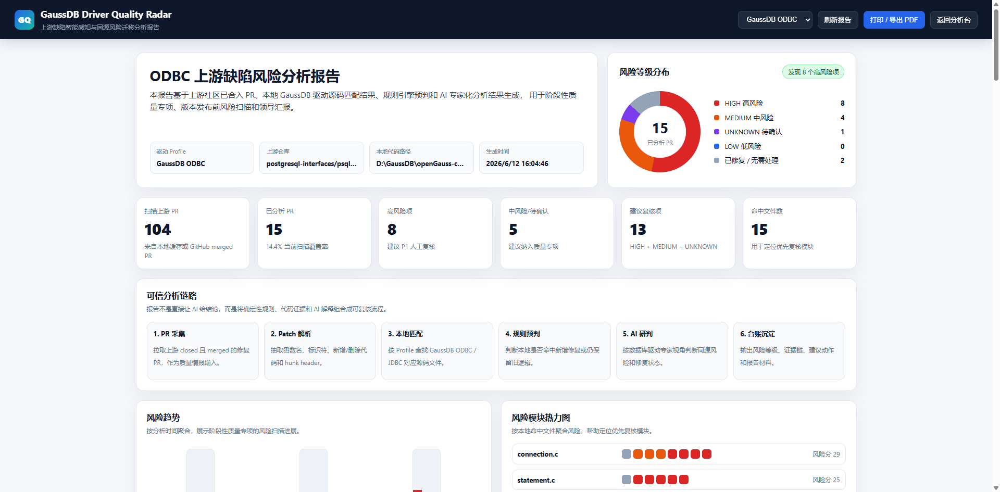 GQ
GaussDB Driver Quality Radar
上游缺陷智能感知与同源风险迁移分析报告
GaussDB ODBC
刷新报告
打印 / 导出 PDF
返回分析台
ODBC 上游缺陷风险分析报告
本报告基于上游社区已合入 PR、本地 GaussDB 驱动源码匹配结果、规则引擎预判和 AI 专家化分析结果生成， 用于阶段性质
量专项、版本发布前风险扫描和领导汇报。
驱动 Profile
GaussDB ODBC
上游仓库
postgresql-interfaces/psql...
本地代码路径
D:\GaussDB\openGauss-c...
生成时间
2026/6/12 16:04:46
风险等级分布
发现 8 个高风险项
15
已分析 PR
HIGH 高风险 8
MEDIUM 中风险 4
UNKNOWN 待确认 1
LOW 低风险 0
已修复 / 无需处理 2
扫描上游 PR
104
来自本地缓存或 GitHub merged
PR
已分析 PR
15
14.4% 当前扫描覆盖率
高风险项
8
建议 P1 人工复核
中风险/待确认
5
建议纳入质量专项
建议复核项
13
HIGH + MEDIUM + UNKNOWN
命中文件数
15
用于定位优先复核模块
可信分析链路
报告不是直接让 AI 给结论，而是将确定性规则、代码证据和 AI 解释组合成可复核流程。
1. PR 采集
拉取上游 closed 且 merged 的修复
PR，作为质量情报输入。
2. Patch 解析
抽取函数名、标识符、新增/删除代
码和 hunk header。
3. 本地匹配
按 Profile 查找 GaussDB ODBC /
JDBC 对应源码文件。
4. 规则预判
判断本地是否命中新增修复或仍保
留旧逻辑。
5. AI 研判
按数据库驱动专家视角判断同源风
险和修复状态。
6. 台账沉淀
输出风险等级、证据链、建议动作
和报告材料。
风险趋势
按分析时间聚合，展示阶段性质量专项的风险扫描进展。
风险模块热力图
按本地命中文件聚合风险，帮助定位优先复核模块。
connection.c
风险分 29
statement.c
风险分 25